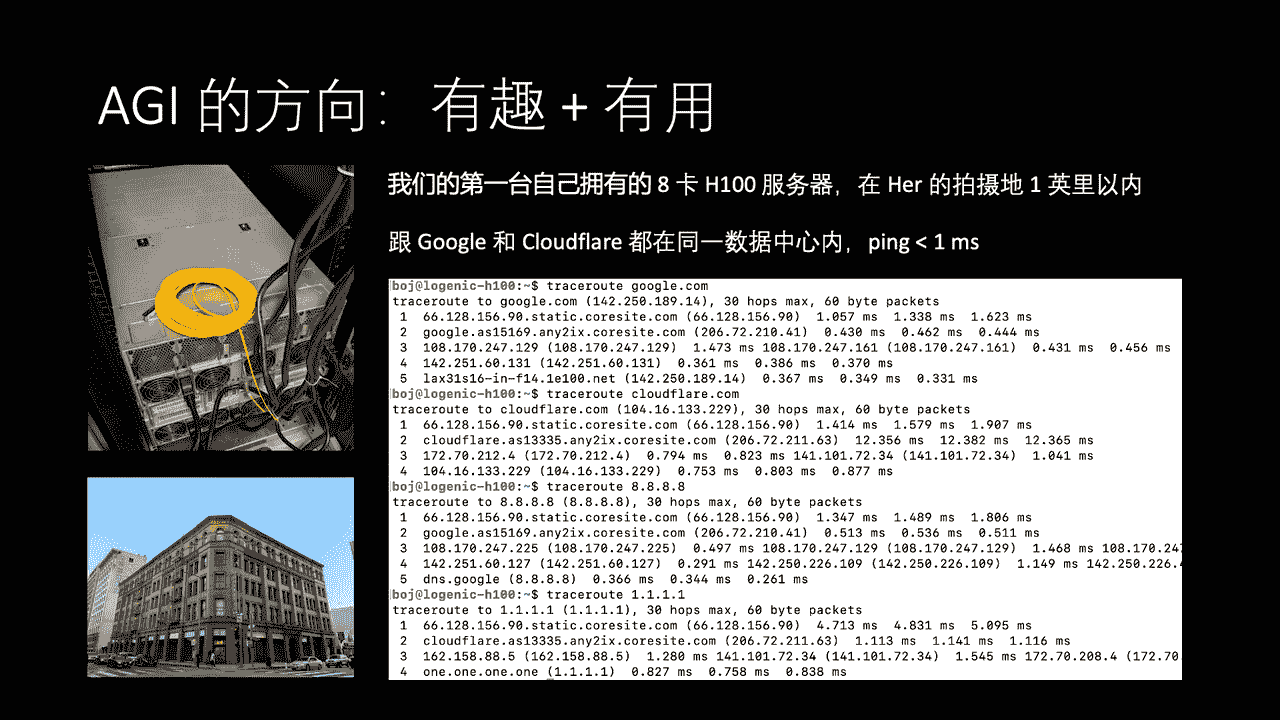 AGI 的方向： 有趣 + 有用
我们的第一台自己拥有的 8 卡 H100 服务器，在 Her 的拍摄地 1 英里以内
跟 Google 和 Cloudflare 都在同一数据中心内，ping < 1 ms
boj@logenic-h100:~$ traceroute google.com
traceroute to google.com (142.250.189.14), 30 hops max, 60 byte packets
1 66.128.156.90.static.coresite.com (66.128.156.90) 1.057 ms 1.338 ms 1.623 ms
2 google.as15169.any2ix.coresite.com (206.72.210.41) 0.430 ms 0.462 ms 0.444 ms
3 108.170.247.129 (108.170.247.129) 1.473 ms 108.170.247.161 (108.170.247.161) 0.431 ms 0.456 ms
4 142.251.60.131 (142.251.60.131) 0.361 ms 0.386 ms 0.370 ms
5 lax31s16-in-f14.1e100.net (142.250.189.14) 0.367 ms 0.349 ms 0.331 ms
boj@logenic-h100:~$ traceroute cloudflare.com
traceroute to cloudflare.com (104.16.133.229), 30 hops max, 60 byte packets
1 66.128.156.90.static.coresite.com (66.128.156.90) 1.414 ms 1.579 ms 1.907 ms
2 cloudflare.as13335.any2ix.coresite.com (206.72.211.63) 12.356 ms 12.382 ms 12.365 ms
3 172.70.212.4 (172.70.212.4) 0.794 ms 0.823 ms 141.101.72.34 (141.101.72.34) 1.041 ms
4 104.16.133.229 (104.16.133.229) 0.753 ms 0.803 ms 0.877 ms
boj@logenic-h100:~$ traceroute 8.8.8.8
traceroute to 8.8.8.8 (8.8.8.8), 30 hops max, 60 byte packets
1 66.128.156.90.static.coresite.com (66.128.156.90) 1.347 ms 1.489 ms 1.806 ms
2 google.as15169.any2ix.coresite.com (206.72.210.41) 0.513 ms 0.536 ms 0.511 ms
3 108.170.247.225 (108.170.247.225) 0.497 ms 108.170.247.129 (108.170.247.129) 1.468 ms 108.170.247
4 142.251.60.127 (142.251.60.127) 0.291 ms 142.250.226.109 (142.250.226.109) 1.149 ms 142.250.226.
5 dns.google (8.8.8.8) 0.366 ms 0.344 ms 0.261 ms
boj@logenic-h100:~$ traceroute 1.1.1.1
traceroute to 1.1.1.1 (1.1.1.1), 30 hops max, 60 byte packets
1 66.128.156.90.static.coresite.com (66.128.156.90) 4.713 ms 4.831 ms 5.095 ms
2 cloudflare.as13335.any2ix.coresite.com (206.72.211.63) 1.113 ms 1.141 ms 1.116 ms
3 162.158.88.5 (162.158.88.5) 1.280 ms 141.101.72.34 (141.101.72.34) 1.545 ms 172.70.208.4 (172.70.
4 one.one.one.one (1.1.1.1) 0.827 ms 0.758 ms 0.838 ms